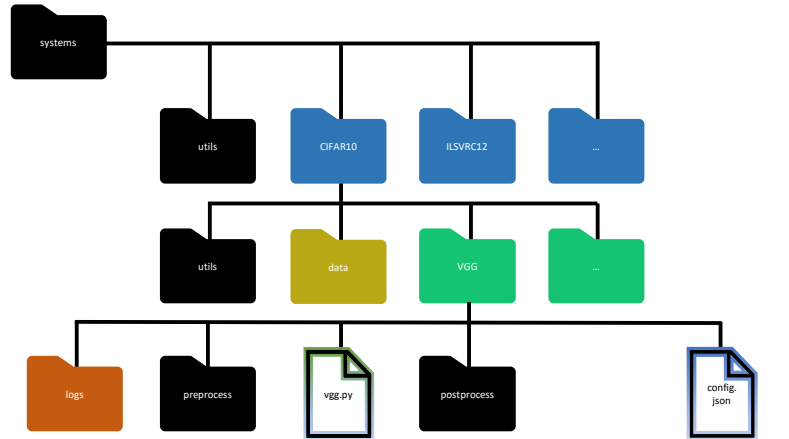 systems
utils
CIFAR10
ILSVRC12
...
utils
data
VGG
...
logs
preprocess
vgg.py
postprocess
config.
json